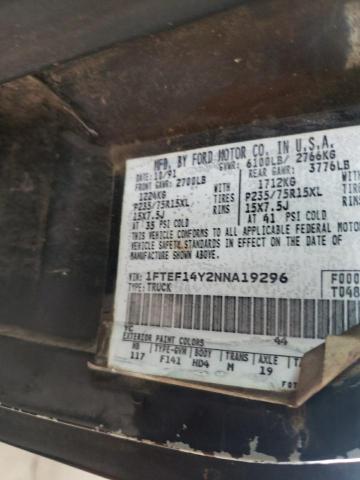 MFD. BY FORD MOTOR CO. IN U.S.A.
DATE: 10/91 GVWR: 6100LB/ 2766KG
FRONT GAWR: 2700LB REAR GAWR: 3776LB
1224KG WITH 1712KG WITH
P235/75R15XL TIRES P235/75R15XL TIRES
15X7.5J RIMS 15X7.5J RIMS
AT 35 PSI COLD AT 41 PSI COLD
THIS VEHICLE CONFORMS TO ALL APPLICABLE FEDERAL MOTOR
VEHICLE SAFETY STANDARDS IN EFFECT ON THE DATE OF
MANUFACTURE SHOWN ABOVE.
1FTEF14Y2NNA19296
TYPE: TRUCK
F000
T048
YC 44
EXTERIOR PAINT COLORS
WB TYPE-GVW BODY TRANS AXLE
117 F141 HD4 M 19